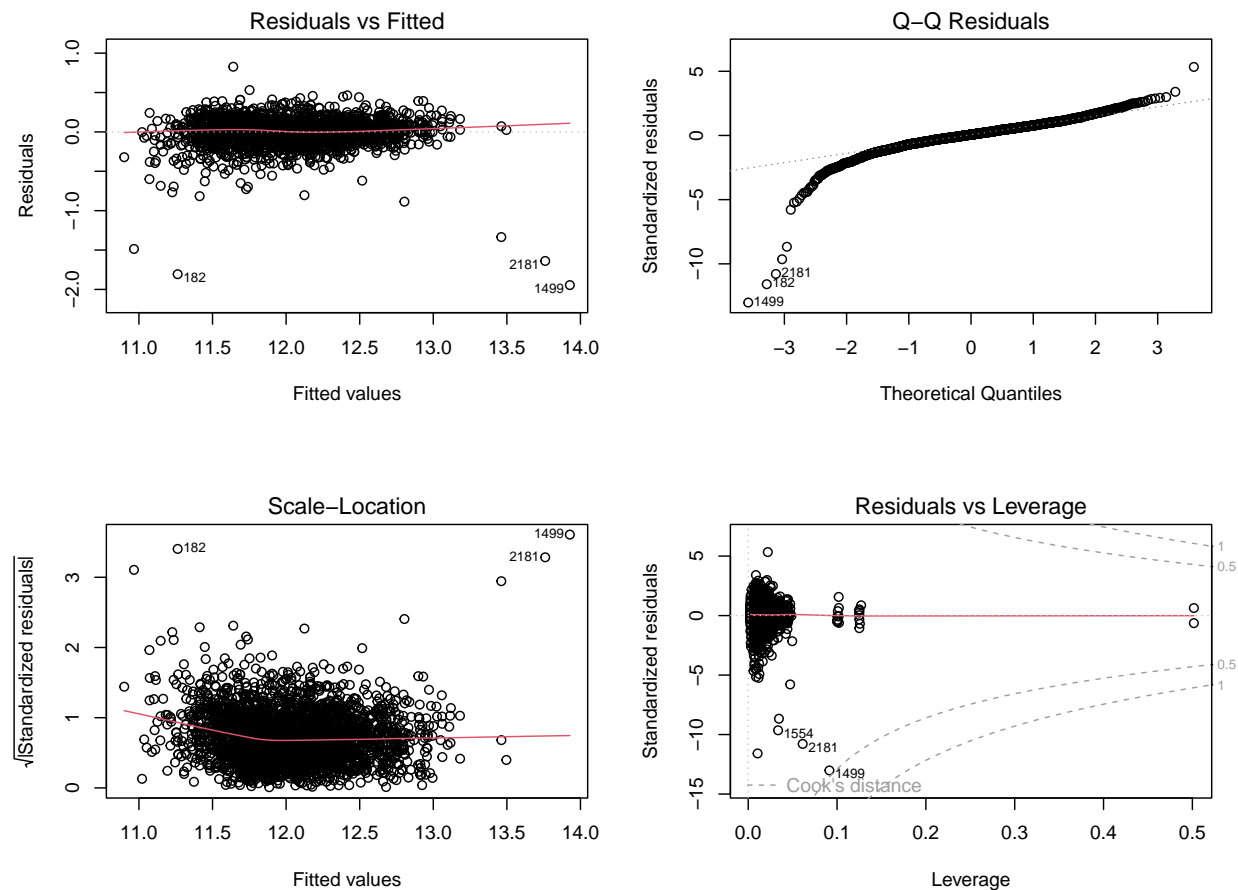 Residuals vs Fitted
Residuals
1.0
0.0
−1.0
−2.0
182
2181
1499
11.0 11.5 12.0 12.5 13.0 13.5 14.0
Fitted values
Q−Q Residuals
Standardized residuals
5
0
−5
−10
2181
182
1499
−3 −2 −1 0 1 2 3
Theoretical Quantiles
Scale−Location
√|Standardized residuals|
3
2
1
0
182
1499
2181
11.0 11.5 12.0 12.5 13.0 13.5 14.0
Fitted values
Residuals vs Leverage
Standardized residuals
5
0
−5
−10
−15
1
0.5
0.5
1
1554
2181
1499
Cook's distance
0.0 0.1 0.2 0.3 0.4 0.5
Leverage